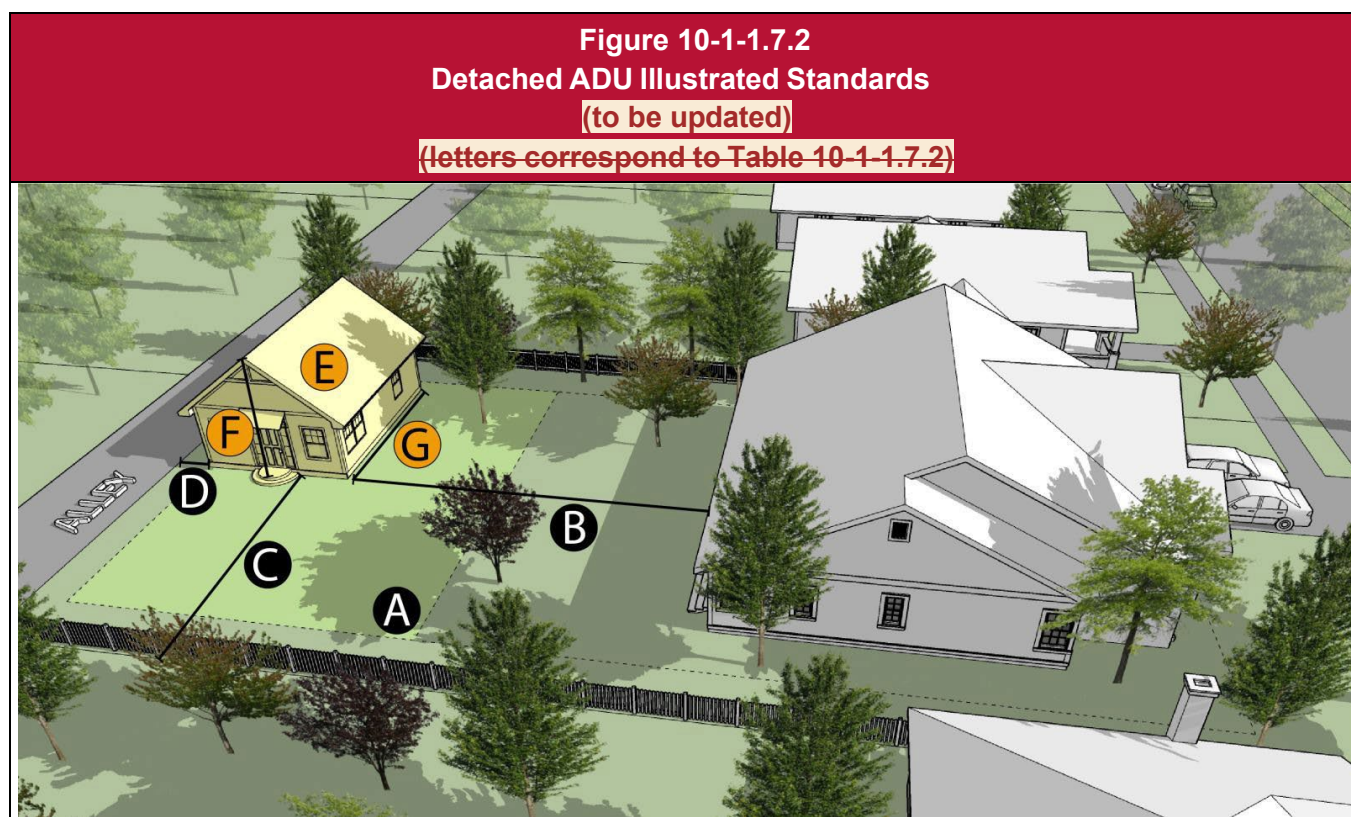 Figure 10-1-1.7.2
Detached ADU Illustrated Standards
(to be updated)
(letters correspond to Table 10-1-1.7.2)
E
F
G
D
ALLEY
B
C
A